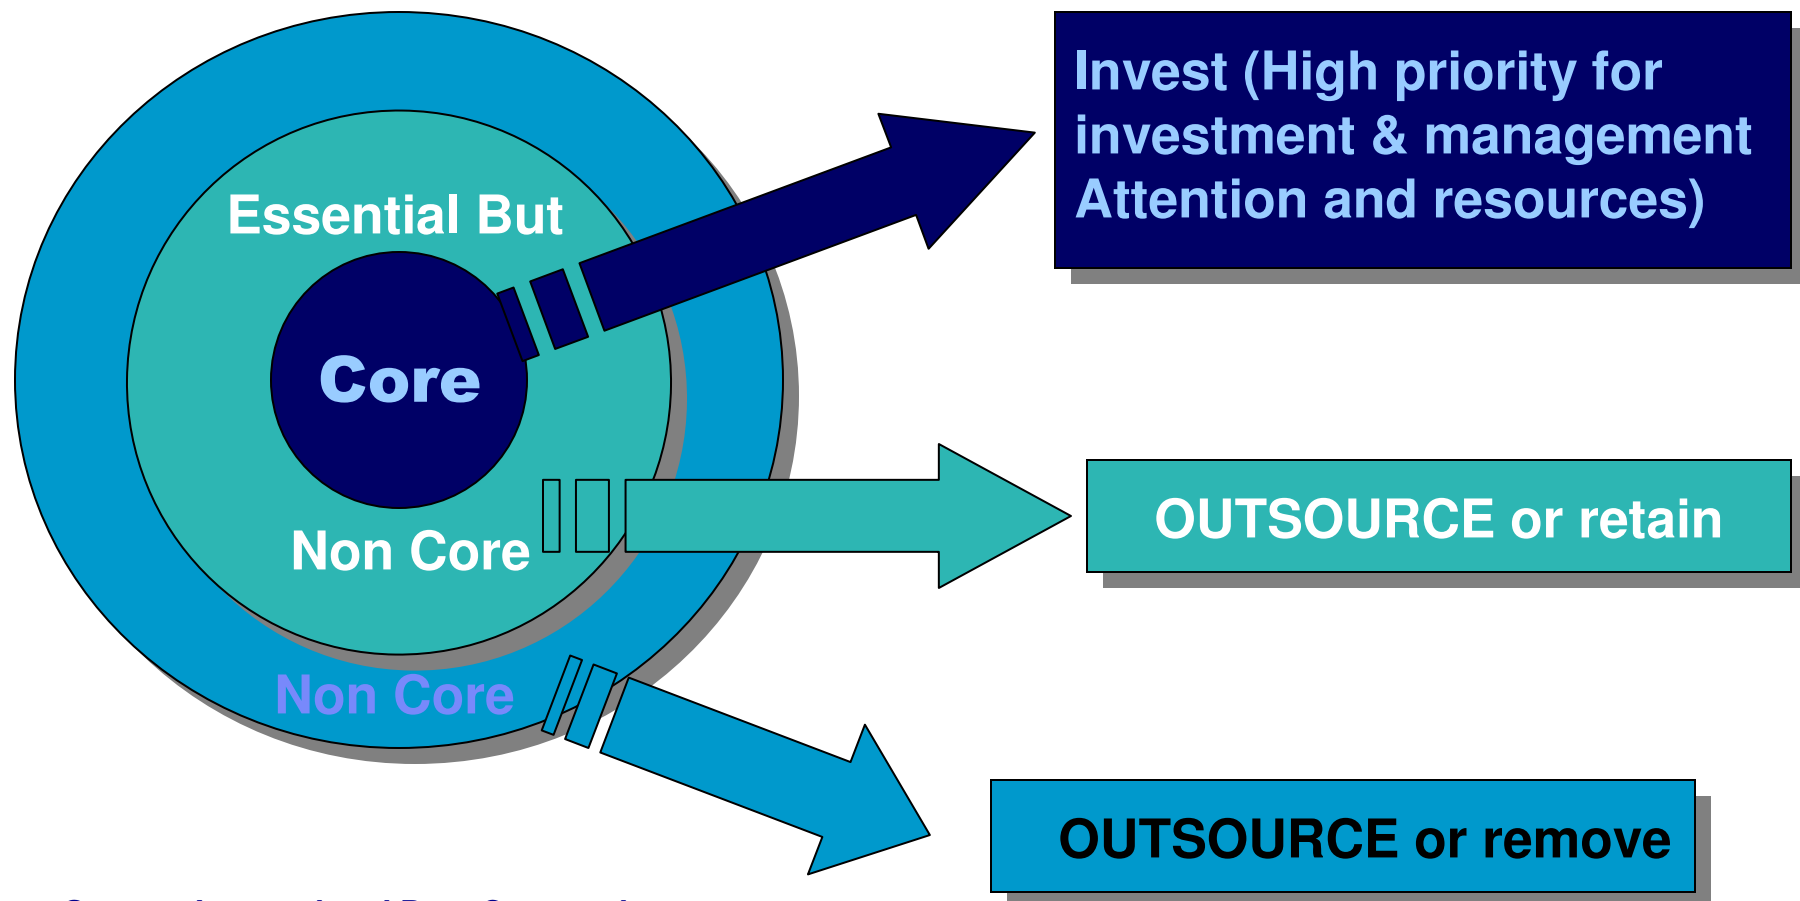 Invest (High priority for
investment & management
Attention and resources)
Essential But
Core
Non Core
OUTSOURCE or retain
Non Core
OUTSOURCE or remove